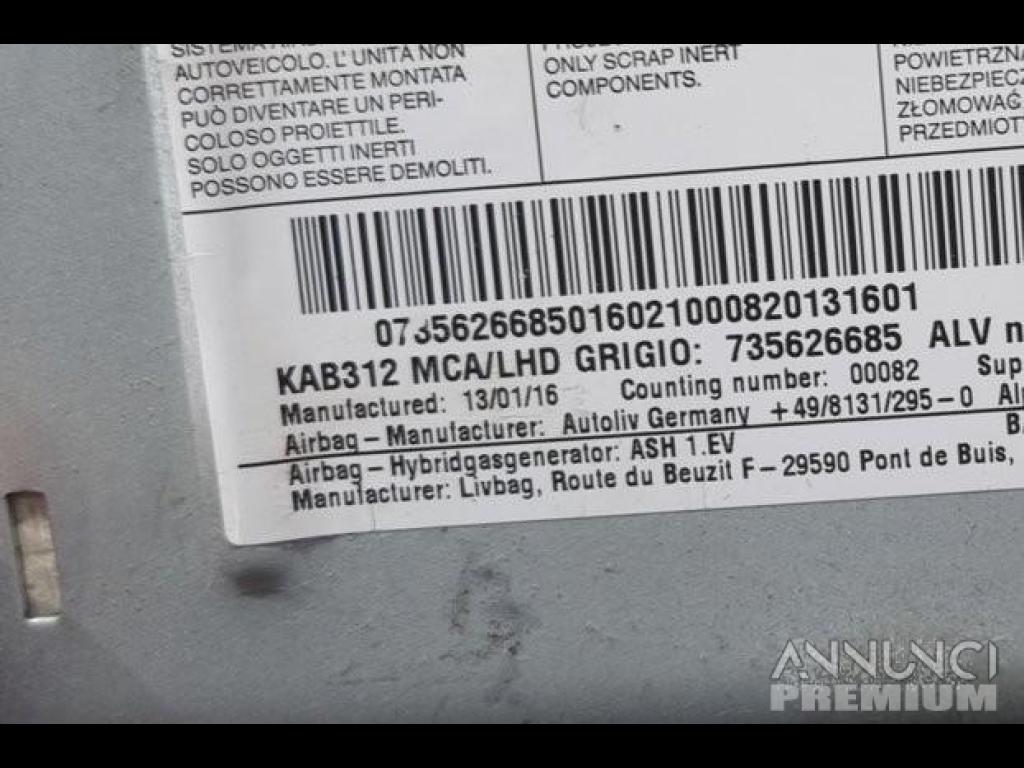 AUTOVEICOLO. L'UNITÀ NON
CORRETTAMENTE MONTATA
PUÒ DIVENTARE UN PERI-
COLOSO PROIETTILE.
SOLO OGGETTI INERTI
POSSONO ESSERE DEMOLITI.
ONLY SCRAP INERT
COMPONENTS.
POWIETRZNA
NIEBEZPIECZ
ZŁOMOWAĆ
PRZEDMIOT
0735626685016021000820131601
KAB312 MCA/LHD GRIGIO: 735626685 ALV n
Manufactured: 13/01/16 Counting number: 00082 Sup
Airbag-Manufacturer: Autoliv Germany +49/8131/295-0
Airbag-Hybridgasgenerator: ASH 1.EV
Manufacturer: Livbag, Route du Beuzit F-29590 Pont de Buis,
ANNUNCI
PREMIUM